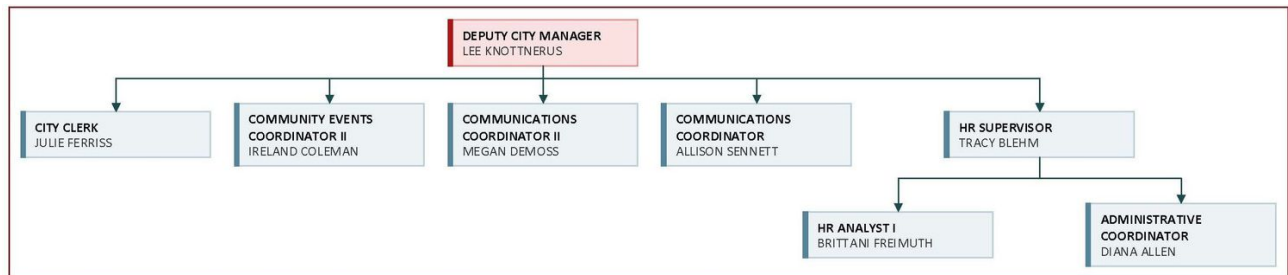 DEPUTY CITY MANAGER
LEE KNOTTNERUS
CITY CLERK
JULIE FERRISS
COMMUNITY EVENTS
COORDINATOR II
IRELAND COLEMAN
COMMUNICATIONS
COORDINATOR II
MEGAN DEMOSS
COMMUNICATIONS
COORDINATOR
ALLISON SENNETT
HR SUPERVISOR
TRACY BLEHM
HR ANALYST I
BRITTANI FREIMUTH
ADMINISTRATIVE
COORDINATOR
DIANA ALLEN